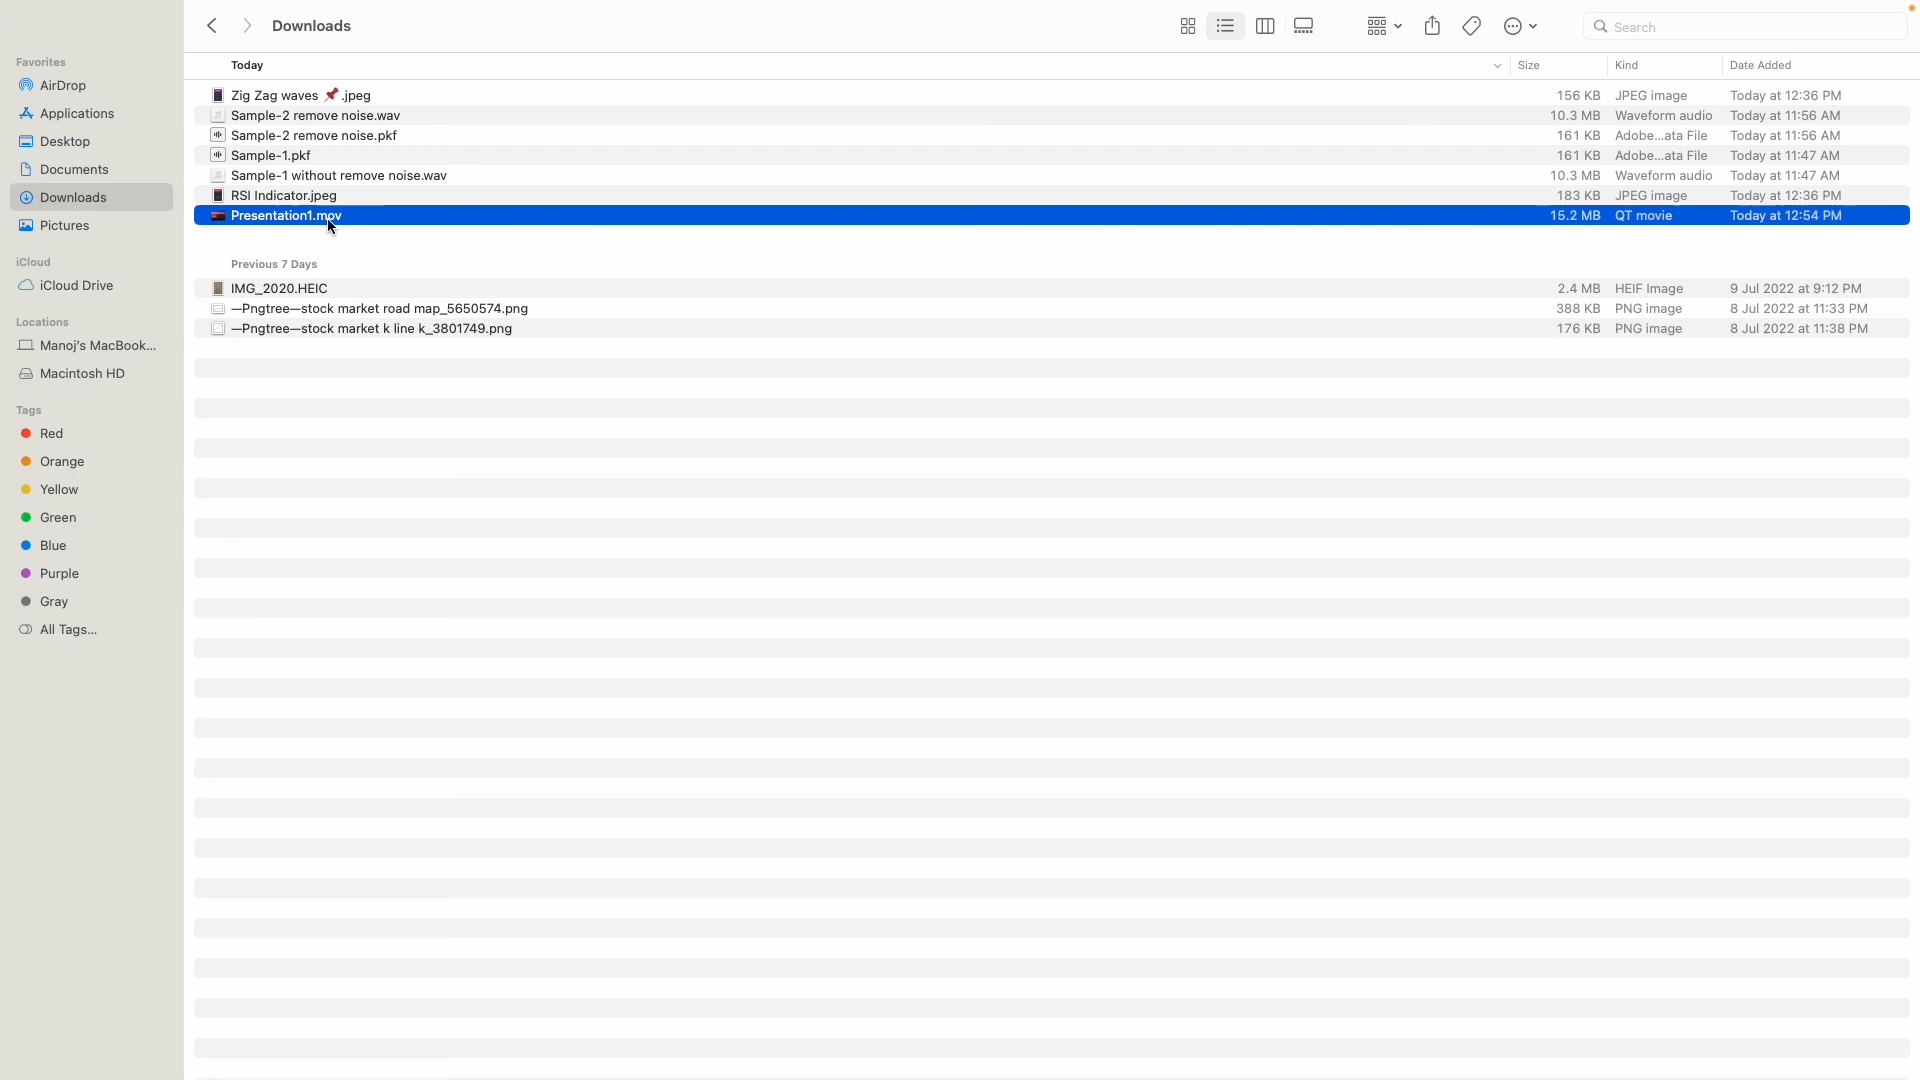 Downloads
Search
Favorites
AirDrop
Applications
Desktop
Documents
Downloads
Pictures
iCloud
iCloud Drive
Locations
Manoj's MacBook...
Macintosh HD
Tags
Red
Orange
Yellow
Green
Blue
Purple
Gray
All Tags...
Today Size Kind Date Added
Zig Zag waves 📌.jpeg 156 KB JPEG image Today at 12:36 PM
Sample-2 remove noise.wav 10.3 MB Waveform audio Today at 11:56 AM
Sample-2 remove noise.pkf 161 KB Adobe...ata File Today at 11:56 AM
Sample-1.pkf 161 KB Adobe...ata File Today at 11:47 AM
Sample-1 without remove noise.wav 10.3 MB Waveform audio Today at 11:47 AM
RSI Indicator.jpeg 183 KB JPEG image Today at 12:36 PM
Presentation1.mov 15.2 MB QT movie Today at 12:54 PM
Previous 7 Days
IMG_2020.HEIC 2.4 MB HEIF Image 9 Jul 2022 at 9:12 PM
—Pngtree—stock market road map_5650574.png 388 KB PNG image 8 Jul 2022 at 11:33 PM
—Pngtree—stock market k line k_3801749.png 176 KB PNG image 8 Jul 2022 at 11:38 PM